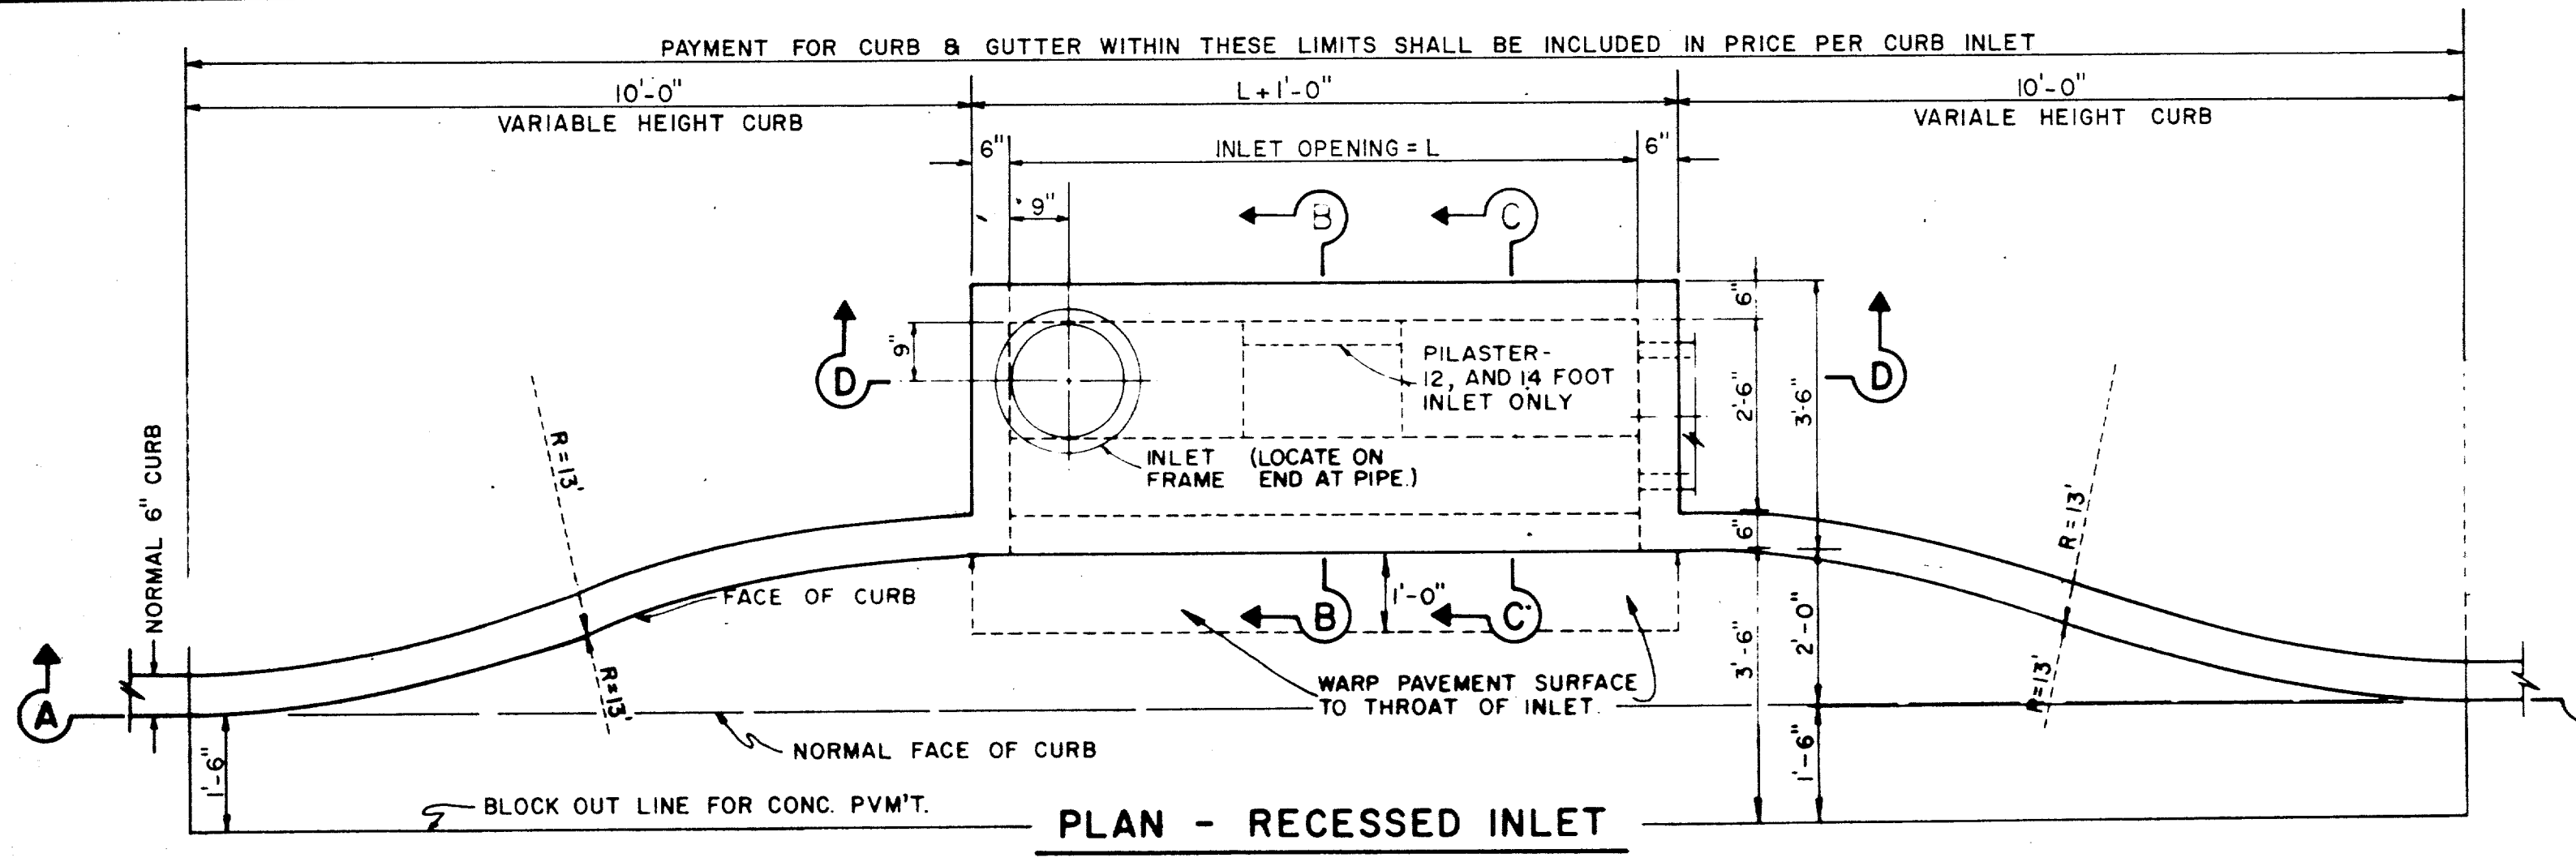 PAYMENT FOR CURB & GUTTER WITHIN THESE LIMITS SHALL BE INCLUDED IN PRICE PER CURB INLET
10'-0"
L+1'-0"
10'-0"
VARIABLE HEIGHT CURB
VARIALE HEIGHT CURB
6"
INLET OPENING = L
6"
9"
B
C
6"
D
9"
PILASTER-
12, AND 14 FOOT
INLET ONLY
2'-6"
3'-6"
D
NORMAL 6" CURB
R=13'
INLET FRAME
(LOCATE ON
END AT PIPE.)
R=13'
6"
FACE OF CURB
1'-0"
B
C
2'-0"
3'-6"
R=13'
R=13'
WARP PAVEMENT SURFACE
TO THROAT OF INLET.
A
NORMAL FACE OF CURB
1'-6"
1'-6"
BLOCK OUT LINE FOR CONC. PVM'T.
PLAN - RECESSED INLET